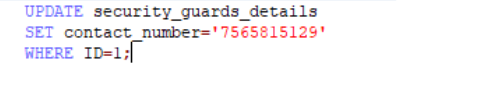 UPDATE security_guards_details
SET contact_number='7565815129'
WHERE ID=1;